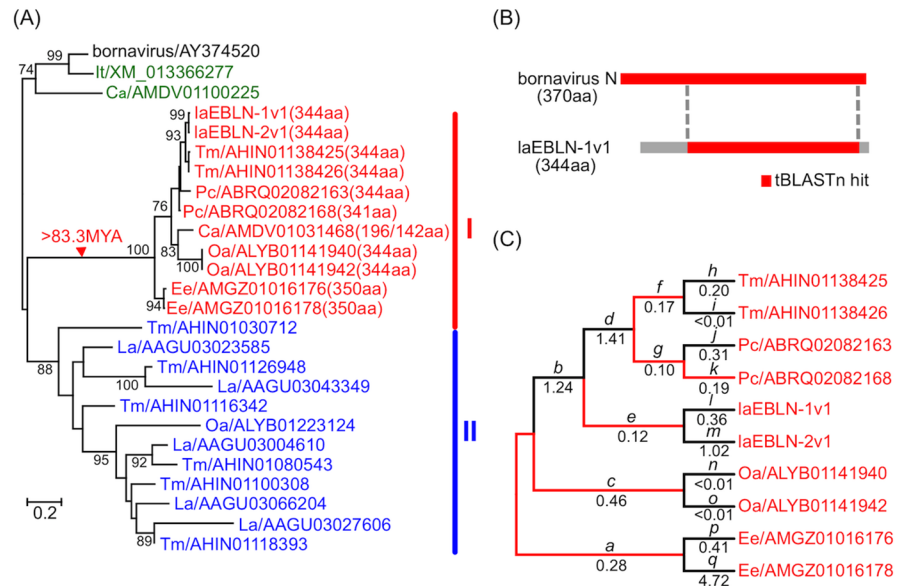 (A)
99
bornavirus/AY374520
74
It/XM_013366277
Ca/AMDV01100225
99
laEBLN-1v1(344aa)
93
laEBLN-2v1(344aa)
Tm/AHIN01138425(344aa)
Tm/AHIN01138426(344aa)
Pc/ABRQ02082163(344aa)
76
Pc/ABRQ02082168(341aa)
>83.3MYA
Ca/AMDV01031468(196/142aa)
100
83
Oa/ALYB01141940(344aa)
100
Oa/ALYB01141942(344aa)
Ee/AMGZ01016176(350aa)
94
Ee/AMGZ01016178(350aa)
I
Tm/AHIN01030712
88
La/AAGU03023585
Tm/AHIN01126948
100
La/AAGU03043349
Tm/AHIN01116342
Oa/ALYB01223124
95
La/AAGU03004610
92
Tm/AHIN01080543
Tm/AHIN01100308
La/AAGU03066204
La/AAGU03027606
89
Tm/AHIN01118393
II
0.2
(B)
bornavirus N
(370aa)
laEBLN-1v1
(344aa)
tBLASTn hit
(C)
h
Tm/AHIN01138425
f
0.20
0.17
i
Tm/AHIN01138426
<0.01
d
1.41
j
Pc/ABRQ02082163
g
0.31
0.10
k
Pc/ABRQ02082168
0.19
b
1.24
l
laEBLN-1v1
e
0.36
0.12
m
laEBLN-2v1
1.02
n
Oa/ALYB01141940
c
<0.01
0.46
o
Oa/ALYB01141942
<0.01
p
Ee/AMGZ01016176
a
0.41
0.28
q
Ee/AMGZ01016178
4.72